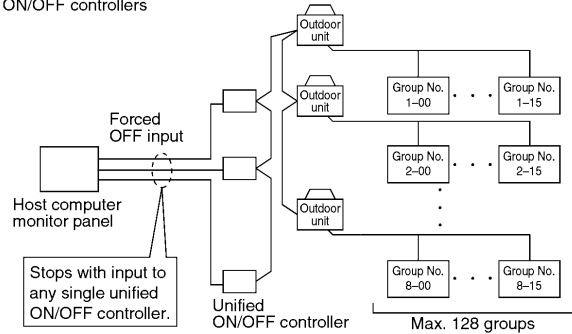 ON/OFF controllers
Outdoor
unit
Group No.
1–00
. . .
Group No.
1–15
Outdoor
unit
Forced
OFF input
Group No.
2–00
. . .
Group No.
2–15
Host computer
monitor panel
Outdoor
unit
Stops with input to
any single unified
ON/OFF controller.
Group No.
8–00
. . .
Group No.
8–15
Unified
ON/OFF controller
Max. 128 groups